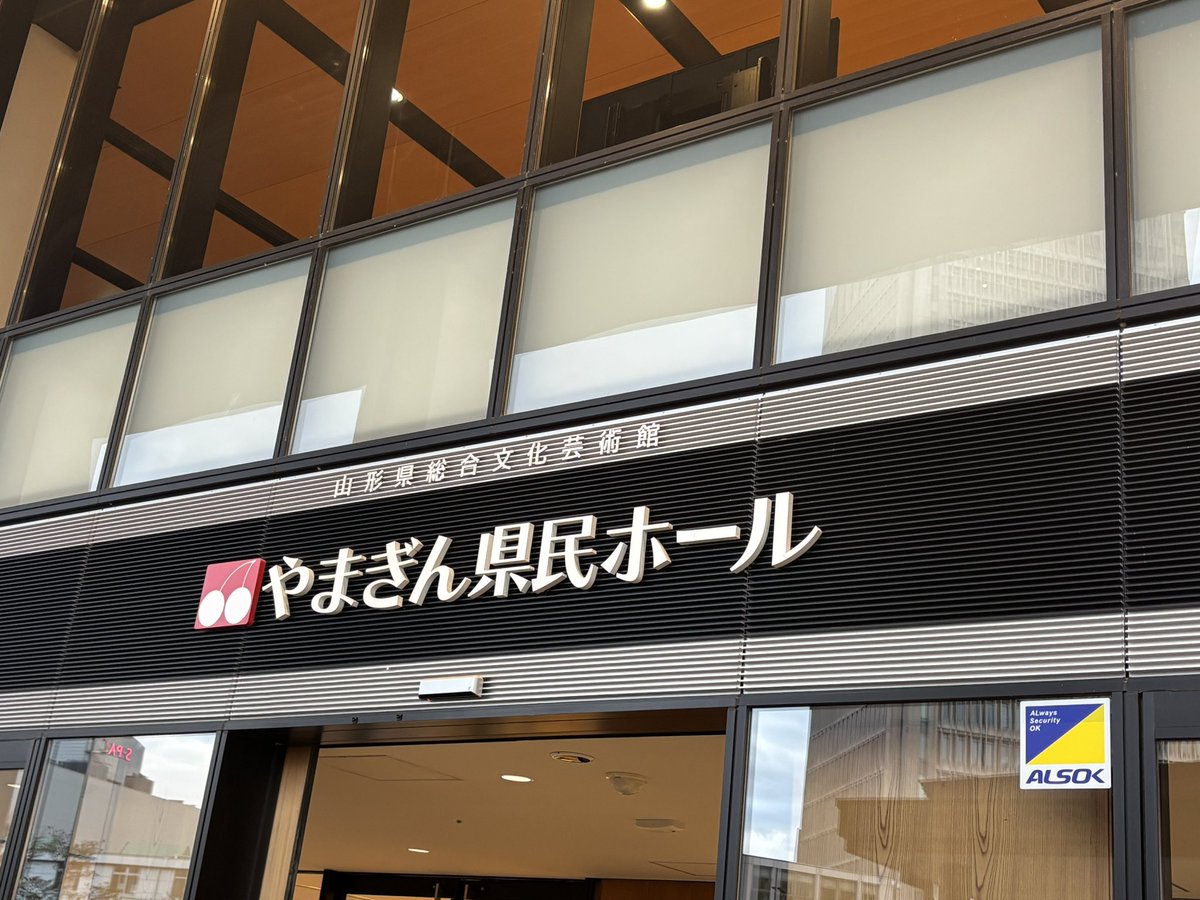 山形県総合文化芸術館
やまぎん県民ホール
ALways
Security
OK
ALSOK
S-PA